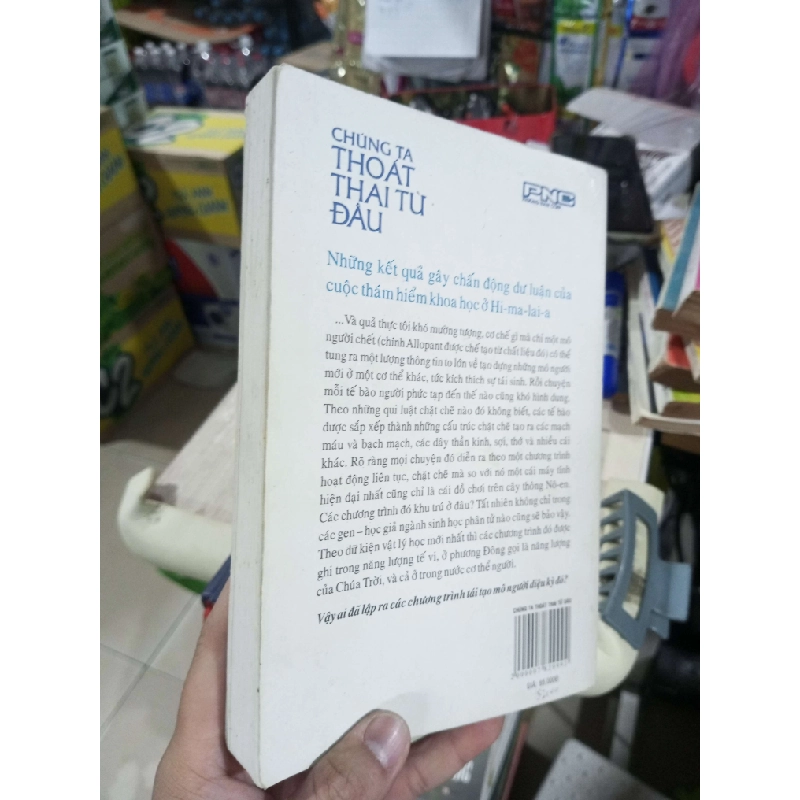 CHÚNG TA
THOÁT
THAI TỪ
ĐÂU
PNC
Những kết quả gây chấn động dư luận của
cuộc thám hiểm khoa học ở Hi-ma-lai-a
...Và quả thực tôi khó mường tượng, cơ chế gì mà chỉ một mô
người chết (chính Allopant được chế tạo từ chất liệu đó) có thể
tung ra một lượng thông tin to lớn về tạo dựng những mô người
mới ở một cơ thể khác, tức kích thích sự tái sinh. Rồi chuyện
mỗi tế bào người phức tạp đến thế nào cũng khó hình dung.
Theo những qui luật chặt chẽ nào đó không biết, các tế bào
được sắp xếp thành những cấu trúc chặt chẽ tạo ra các mạch
máu và bạch mạch, các dây thần kinh, sợi, thớ và nhiều cái
khác. Rõ ràng mọi chuyện đó diễn ra theo một chương trình
hoạt động liên tục, chặt chẽ mà so với nó một cái máy tính
hiện đại nhất cũng chỉ là cái đồ chơi trên cây thông Nô-en.
Các chương trình đó khu trú ở đâu? Tất nhiên không chỉ trong
các gen – học giả ngành sinh học phân tử nào cũng sẽ bảo vậy.
Theo dữ kiện vật lý học mới nhất thì các chương trình đó được
ghi trong năng lượng tế vi, ở phương Đông gọi là năng lượng
của Chúa Trời, và cả ở trong nước cơ thể người.
Vậy ai đã lập ra các chương trình tái tạo mô người diệu kỳ đó?
CHÚNG TA THOÁT THAI TỪ ĐÂU